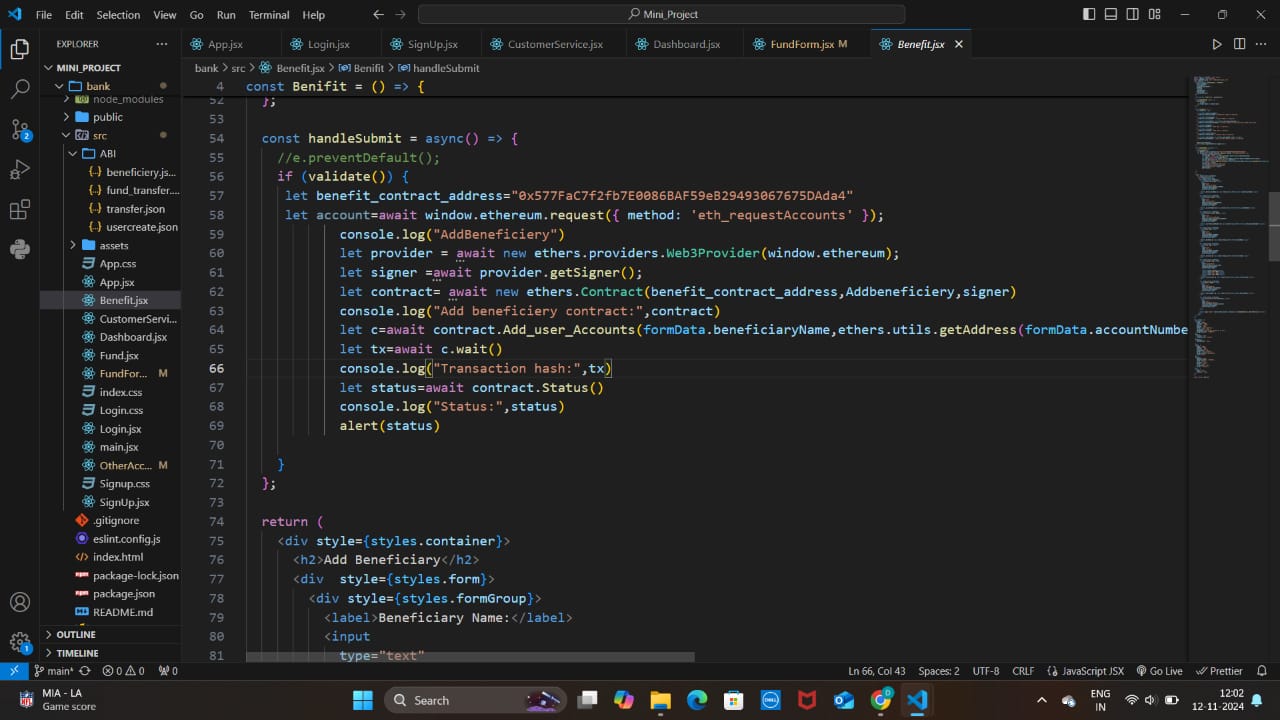 File Edit Selection View Go Run Terminal Help
Mini_Project
EXPLORER
App.jsx
Login.jsx
SignUp.jsx
CustomerService.jsx
Dashboard.jsx
FundForm.jsx M
Benefit.jsx
MINI_PROJECT
bank
node_modules
public
src
ABI
beneficiery.js...
fund_transfer....
transfer.json
usercreate.json
assets
App.css
App.jsx
Benefit.jsx
CustomerServi...
Dashboard.jsx
Fund.jsx
FundFor... M
index.css
Login.css
Login.jsx
main.jsx
OtherAcc... M
Signup.css
SignUp.jsx
.gitignore
eslint.config.js
index.html
package-lock.json
package.json
README.md
OUTLINE
TIMELINE
bank > src > Benefit.jsx > Benifit > handleSubmit
4 const Benifit = () => {
52 };
53
54 const handleSubmit = async() => {
55 //e.preventDefault();
56 if (validate()) {
57 let benefit_contract_address="0x577FaC7f2fb7E0086BAF59eB294930E7675DAda4"
58 let account=await window.ethereum.request({ method: 'eth_requestAccounts' });
59 console.log("AddBeneficiery")
60 let provider = await new ethers.providers.Web3Provider(window.ethereum);
61 let signer =await provider.getSigner();
62 let contract= await new ethers.Contract(benefit_contract_address,Addbeneficiery,signer)
63 console.log("Add beneficiery contract:",contract)
64 let c=await contract.Add_user_Accounts(formData.beneficiaryName,ethers.utils.getAddress(formData.accountNumbe
65 let tx=await c.wait()
66 console.log("Transaction hash:",tx)
67 let status=await contract.Status()
68 console.log("Status:",status)
69 alert(status)
70
71 }
72 };
73
74 return (
75 <div style={styles.container}>
76 <h2>Add Beneficiary</h2>
77 <div style={styles.form}>
78 <div style={styles.formGroup}>
79 <label>Beneficiary Name:</label>
80 <input
81 type="text"
main* 0 0 0 Ln 66, Col 43 Spaces: 2 UTF-8 CRLF JavaScript JSX Go Live Prettier
MIA - LA
Game score
Search
ENG
IN
12:02
12-11-2024